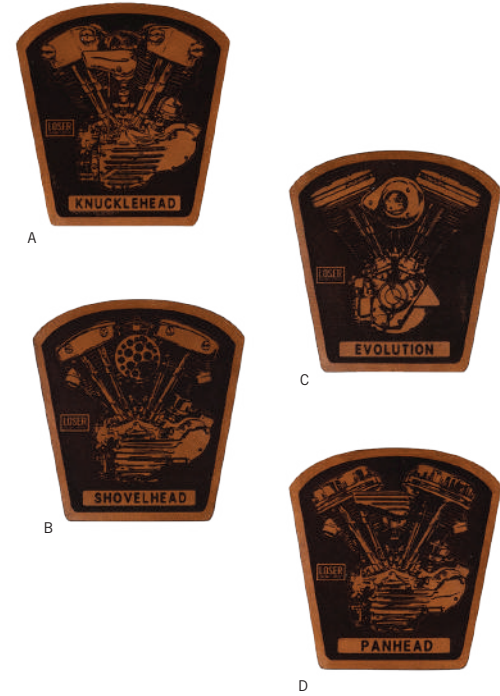 LOSER
KNUCKLEHEAD
A
LOSER
EVOLUTION
C
LOSER
SHOVELHEAD
B
LOSER
PANHEAD
D